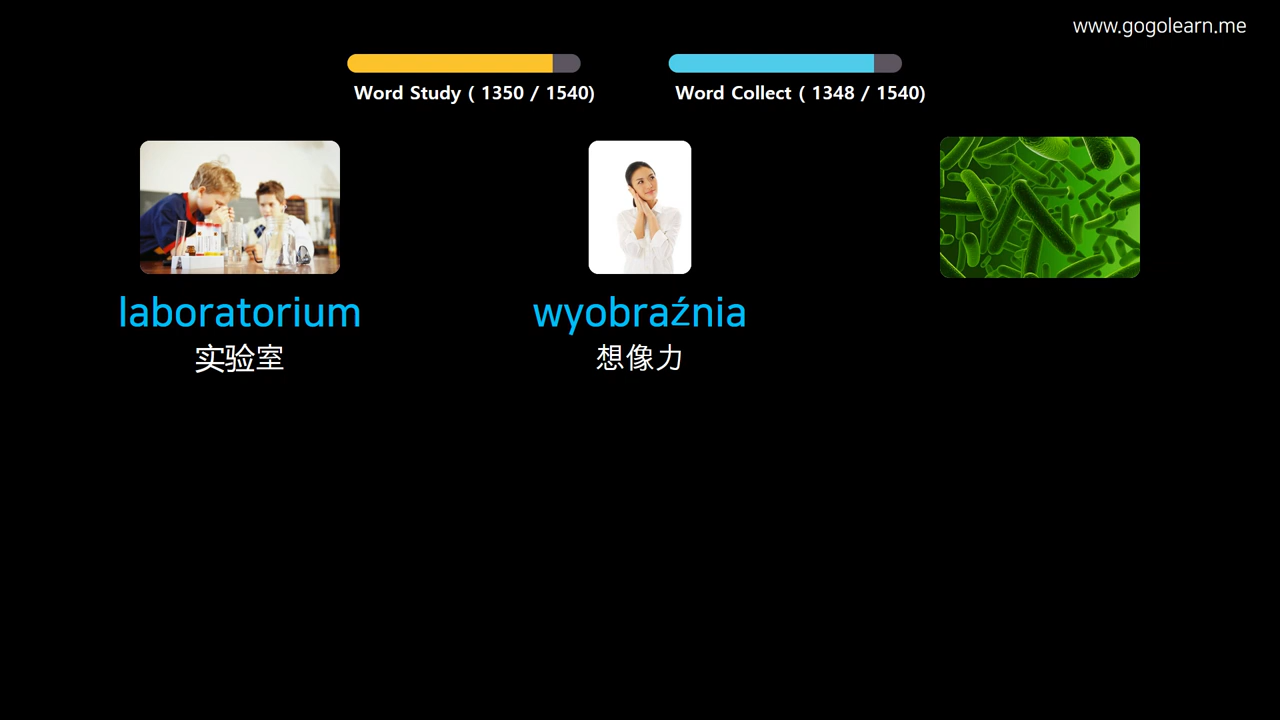 www.gogolearn.me
Word Study ( 1350 / 1540)
Word Collect ( 1348 / 1540)
laboratorium
实验室
wyobraźnia
想像力